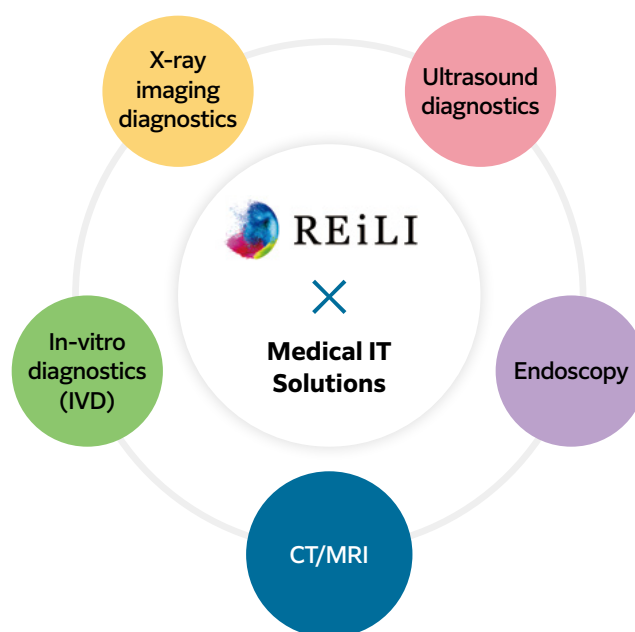 X-ray
imaging
diagnostics
Ultrasound
diagnostics
REiLI
×
Medical IT
Solutions
In-vitro
diagnostics
(IVD)
Endoscopy
CT/MRI